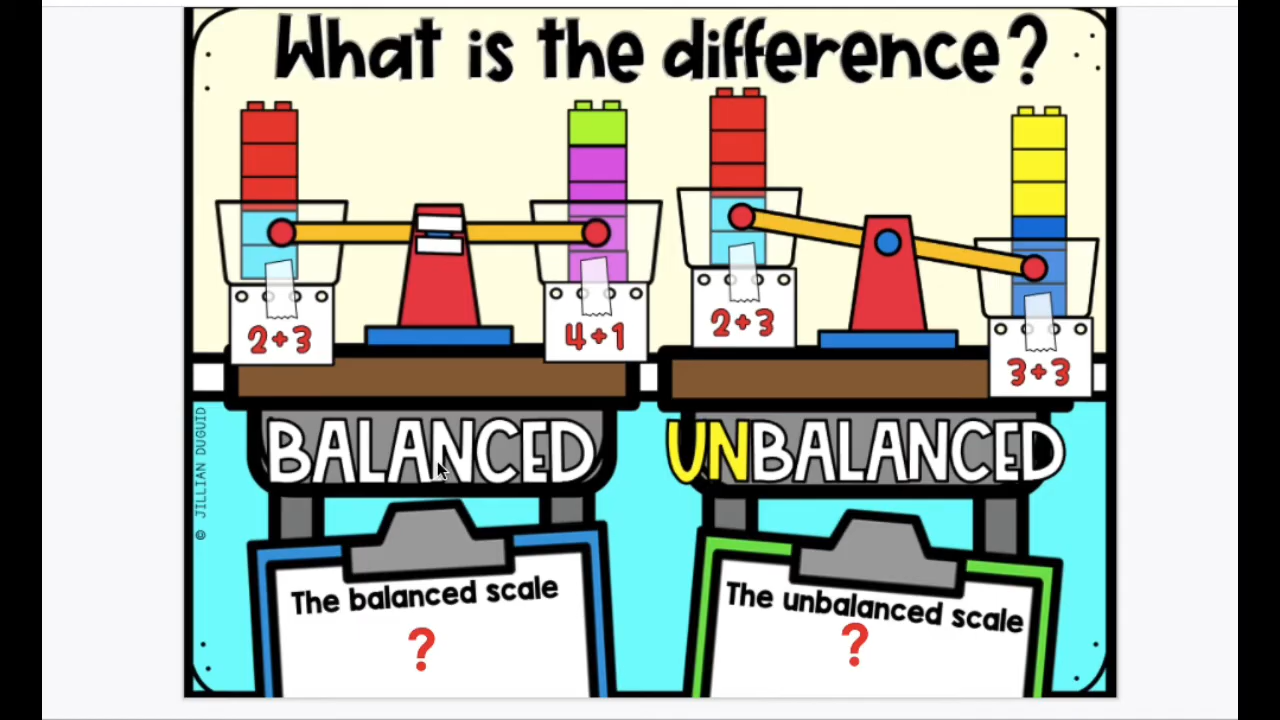 What is the difference?
2+3
4+1
2+3
3+3
BALANCED
UNBALANCED
© JILLIAN DUGUID
The balanced scale
?
The unbalanced scale
?